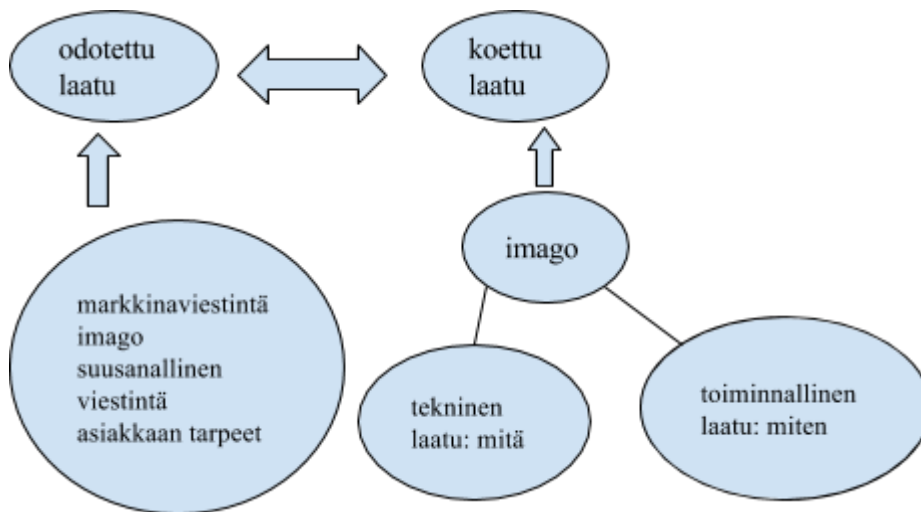 odotettu
laatu
koettu
laatu
imago
markkinaviestintä
imago
suusanallinen
viestintä
asiakkaan tarpeet
tekninen
laatu: mitä
toiminnallinen
laatu: miten